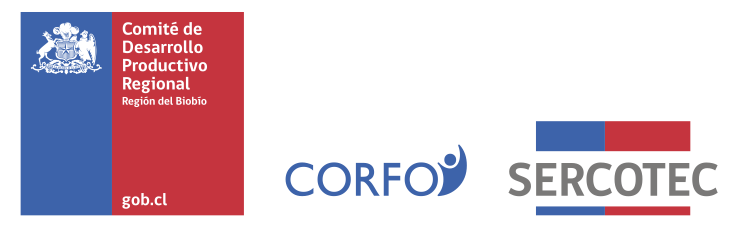 Comité de
Desarrollo
Productivo
Regional
Región del Biobío
gob.cl
CORFO
SERCOTEC